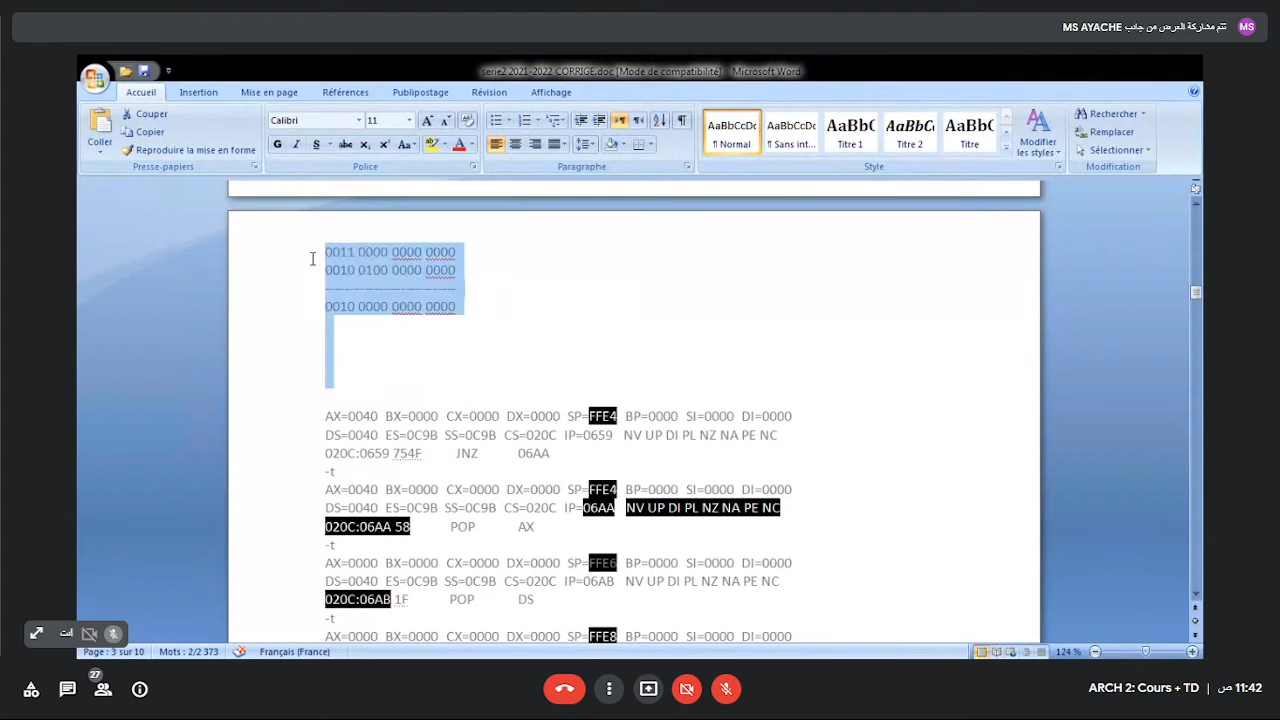 تتم مشاركة العرض من جانب MS AYACHE
MS
serie2 2021-2022 CORRIGE.doc [Mode de compatibilité] - Microsoft Word
Accueil Insertion Mise en page Références Publipostage Révision Affichage
Coller
Couper
Copier
Reproduire la mise en forme
Presse-papiers
Calibri 11
G I S abc x₂ x² Aa
Police
Paragraphe
AaBbCcDc AaBbCcDc AaBbC AaBbCc AaBbC
¶ Normal ¶ Sans int... Titre 1 Titre 2 Titre
Modifier les styles
Style
Rechercher
Remplacer
Sélectionner
Modification
0011 0000 0000 0000
0010 0100 0000 0000
0010 0000 0000 0000
AX=0040 BX=0000 CX=0000 DX=0000 SP=FFE4 BP=0000 SI=0000 DI=0000
DS=0040 ES=0C9B SS=0C9B CS=020C IP=0659 NV UP DI PL NZ NA PE NC
020C:0659 754F JNZ 06AA
-t
AX=0040 BX=0000 CX=0000 DX=0000 SP=FFE4 BP=0000 SI=0000 DI=0000
DS=0040 ES=0C9B SS=0C9B CS=020C IP=06AA NV UP DI PL NZ NA PE NC
020C:06AA 58 POP AX
-t
AX=0000 BX=0000 CX=0000 DX=0000 SP=FFE6 BP=0000 SI=0000 DI=0000
DS=0040 ES=0C9B SS=0C9B CS=020C IP=06AB NV UP DI PL NZ NA PE NC
020C:06AB 1F POP DS
-t
AX=0000 BX=0000 CX=0000 DX=0000 SP=FFE8 BP=0000 SI=0000 DI=0000
أنت
Page : 3 sur 10 Mots : 2/2 373 Français (France) 124 %
27
ARCH 2: Cours + TD | 11:42 ص